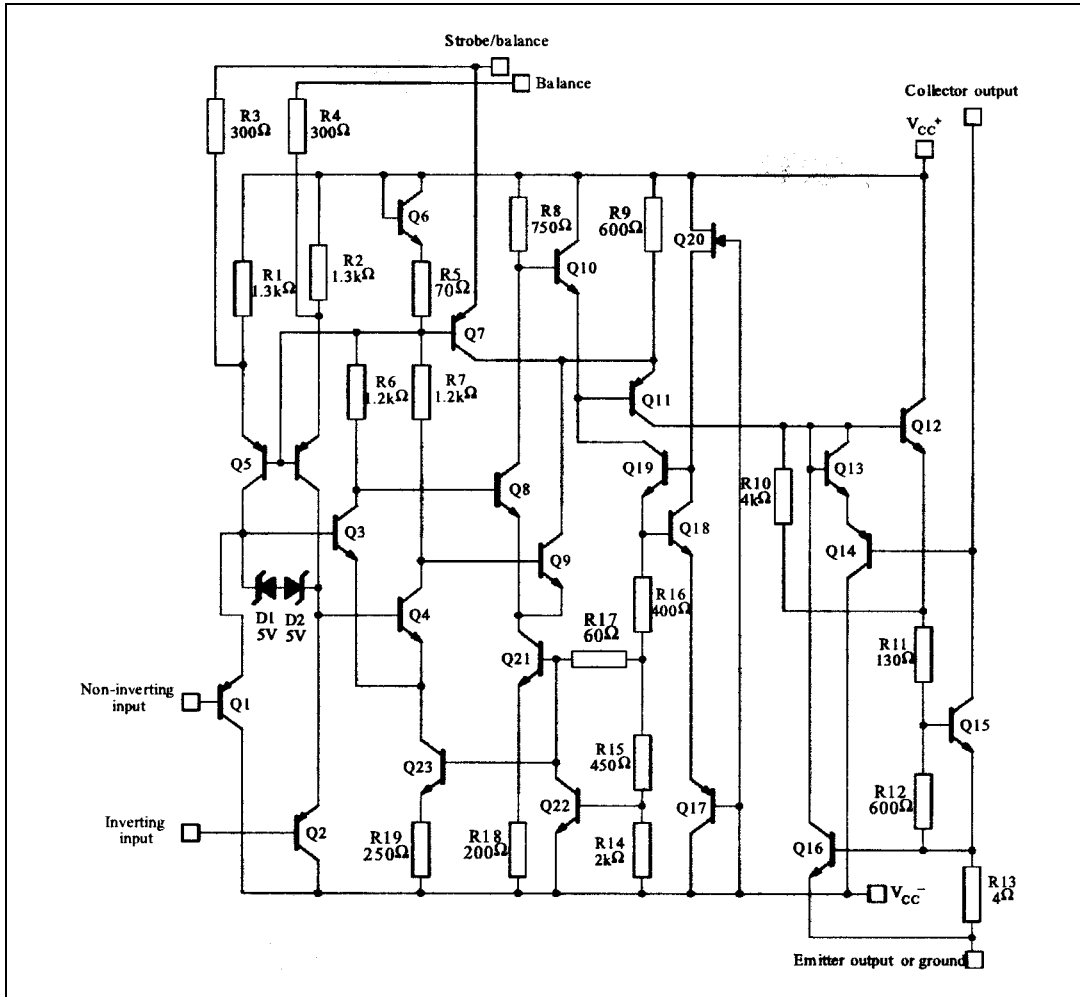 Strobe/balance
Balance
Collector output
VCC+
R3
300Ω
R4
300Ω
Q6
R8
750Ω
R9
600Ω
Q20
Q10
R1
1.3kΩ
R2
1.3kΩ
R5
70Ω
Q7
R6
1.2kΩ
R7
1.2kΩ
Q11
Q12
Q5
Q8
Q19
R10
4kΩ
Q13
Q3
Q18
Q14
Q9
D1
5V
D2
5V
Q4
R17
60Ω
R16
400Ω
R11
130Ω
Q21
Non-inverting
input
Q1
Q15
Q23
R15
450Ω
Q22
Q17
R12
600Ω
Inverting
input
Q2
R19
250Ω
R18
200Ω
R14
2kΩ
Q16
VCC-
R13
4Ω
Emitter output or ground